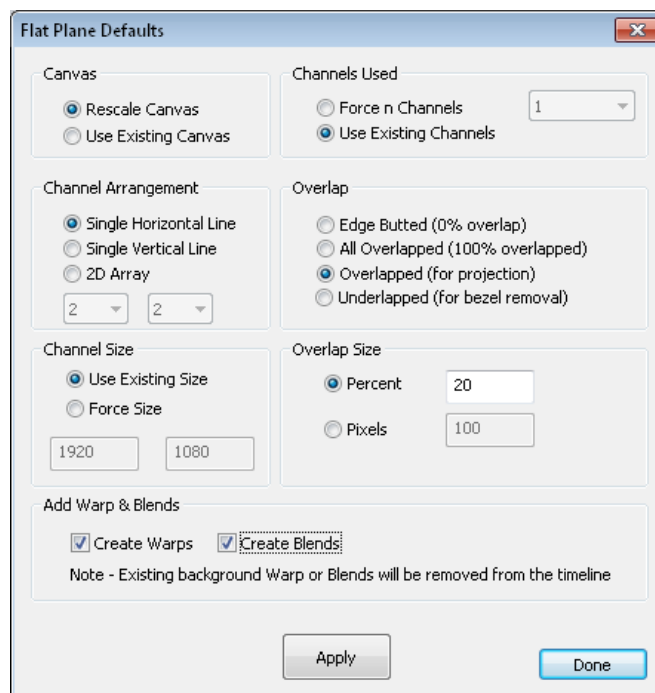 Flat Plane Defaults
Canvas
Rescale Canvas
Use Existing Canvas
Channels Used
Force n Channels
1
Use Existing Channels
Channel Arrangement
Single Horizontal Line
Single Vertical Line
2D Array
2 2
Overlap
Edge Butted (0% overlap)
All Overlapped (100% overlapped)
Overlapped (for projection)
Underlapped (for bezel removal)
Channel Size
Use Existing Size
Force Size
1920 1080
Overlap Size
Percent 20
Pixels 100
Add Warp & Blends
Create Warps Create Blends
Note - Existing background Warp or Blends will be removed from the timeline
Apply
Done